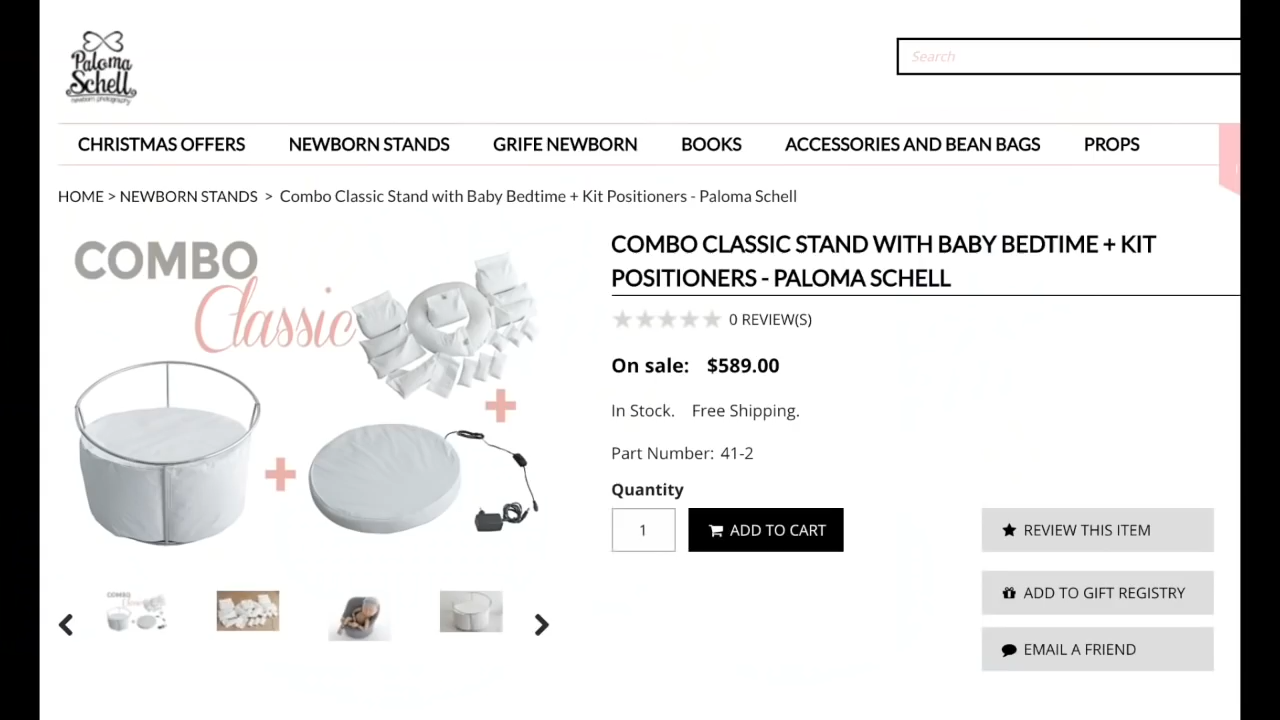 Paloma
Schell
newborn photography
Search
CHRISTMAS OFFERS NEWBORN STANDS GRIFE NEWBORN BOOKS ACCESSORIES AND BEAN BAGS PROPS
HOME > NEWBORN STANDS > Combo Classic Stand with Baby Bedtime + Kit Positioners - Paloma Schell
COMBO
Classic
COMBO CLASSIC STAND WITH BABY BEDTIME + KIT
POSITIONERS - PALOMA SCHELL
0 REVIEW(S)
On sale: $589.00
In Stock. Free Shipping.
Part Number: 41-2
Quantity
1
ADD TO CART
REVIEW THIS ITEM
ADD TO GIFT REGISTRY
EMAIL A FRIEND
COMBO
Classic